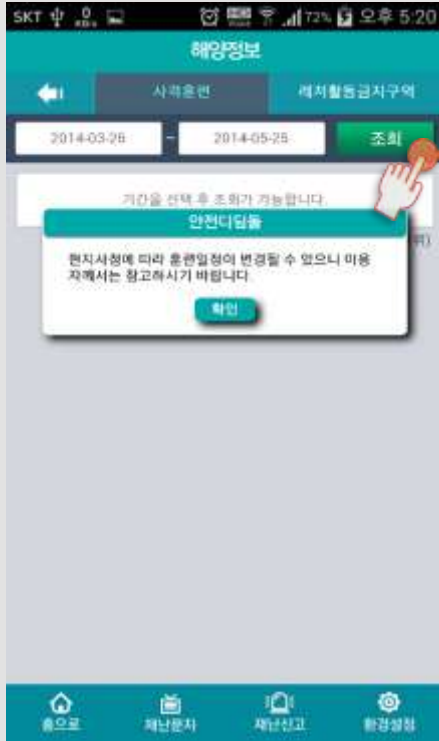 SKT 0 KB/s 72% 오후 5:20
해양정보
사격훈련 레저활동금지구역
2014-03-26 - 2014-05-25 조회
기간을 선택 후 조회가 가능합니다.
안전디딤돌
현지사정에 따라 훈련일정이 변경될 수 있으니 이용
자께서는 참고하시기 바랍니다.
확인
홈으로 재난문자 재난신고 환경설정